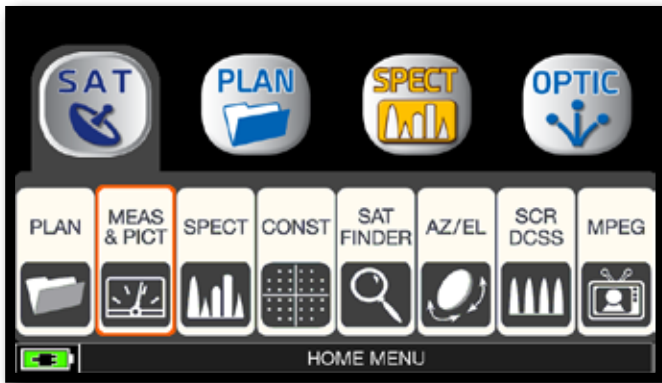 SAT
PLAN
SPECT
OPTIC
PLAN
MEAS
& PICT
SPECT
CONST
SAT
FINDER
AZ/EL
SCR
DCSS
MPEG
HOME MENU